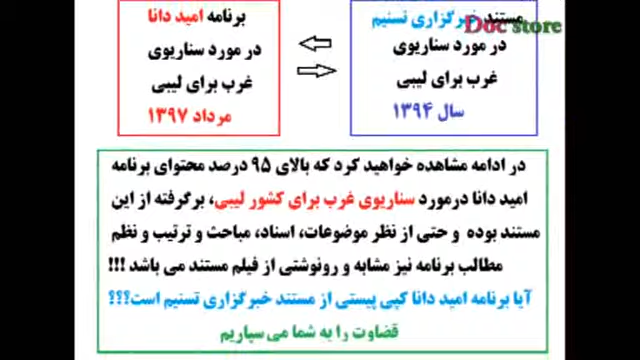 مستند خبرگزاری تسنیم
در مورد سناریوی
غرب برای لیبی
سال ۱۳۹۴
برنامه امید دانا
در مورد سناریوی
غرب برای لیبی
مرداد ۱۳۹۷
Doc store
در ادامه مشاهده خواهید کرد که بالای ۹۵ درصد محتوای برنامه
امید دانا درمورد سناریوی غرب برای کشور لیبی، برگرفته از این
مستند بوده و حتی از نظر موضوعات، اسناد، مباحث و ترتیب و نظم
مطالب برنامه نیز مشابه و رونوشتی از فیلم مستند می باشد !!!
آیا برنامه امید دانا کپی پیستی از مستند خبرگزاری تسنیم است؟؟؟
قضاوت را به شما می سپاریم